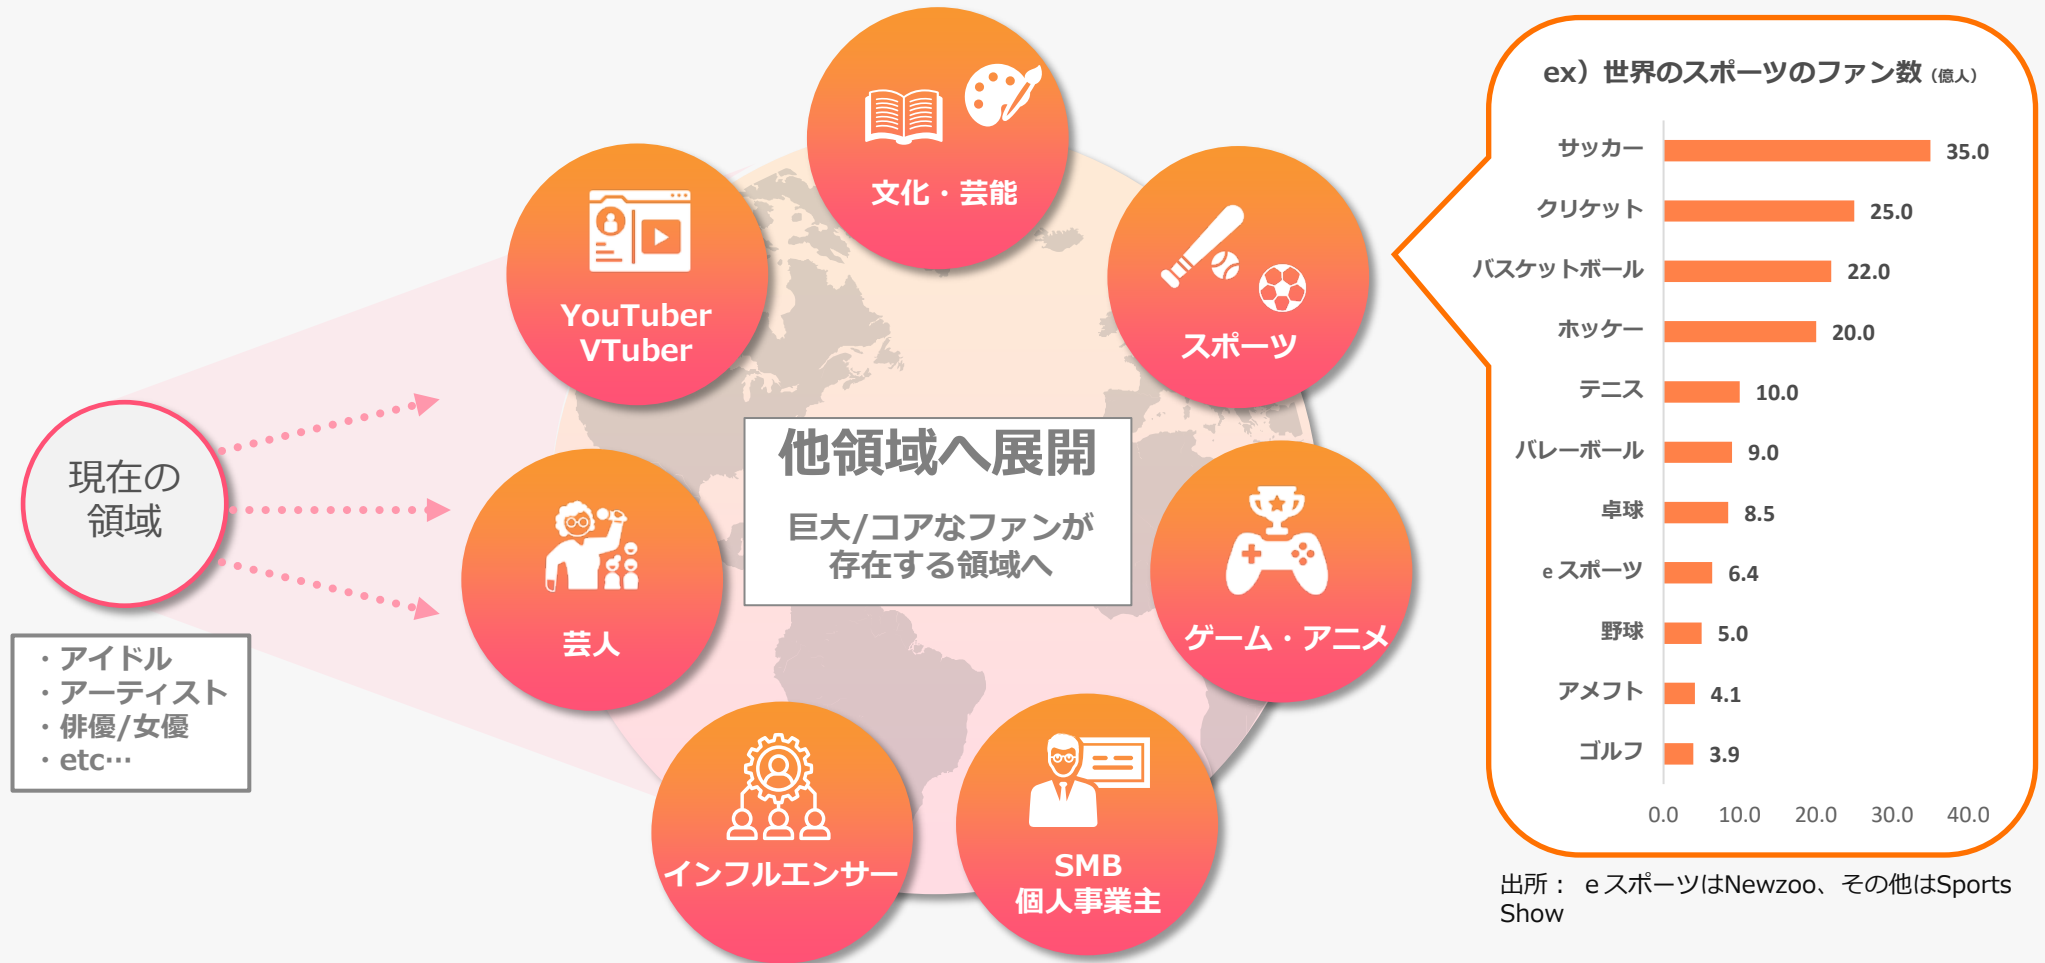 現在の
領域
・アイドル
・アーティスト
・俳優/女優
・etc…
文化・芸能
YouTuber
VTuber
スポーツ
芸人
他領域へ展開
巨大/コアなファンが
存在する領域へ
ゲーム・アニメ
インフルエンサー
SMB
個人事業主
ex）世界のスポーツのファン数（億人）
サッカー 35.0
クリケット 25.0
バスケットボール 22.0
ホッケー 20.0
テニス 10.0
バレーボール 9.0
卓球 8.5
eスポーツ 6.4
野球 5.0
アメフト 4.1
ゴルフ 3.9
0.0 10.0 20.0 30.0 40.0
出所： eスポーツはNewzoo、その他はSports
Show